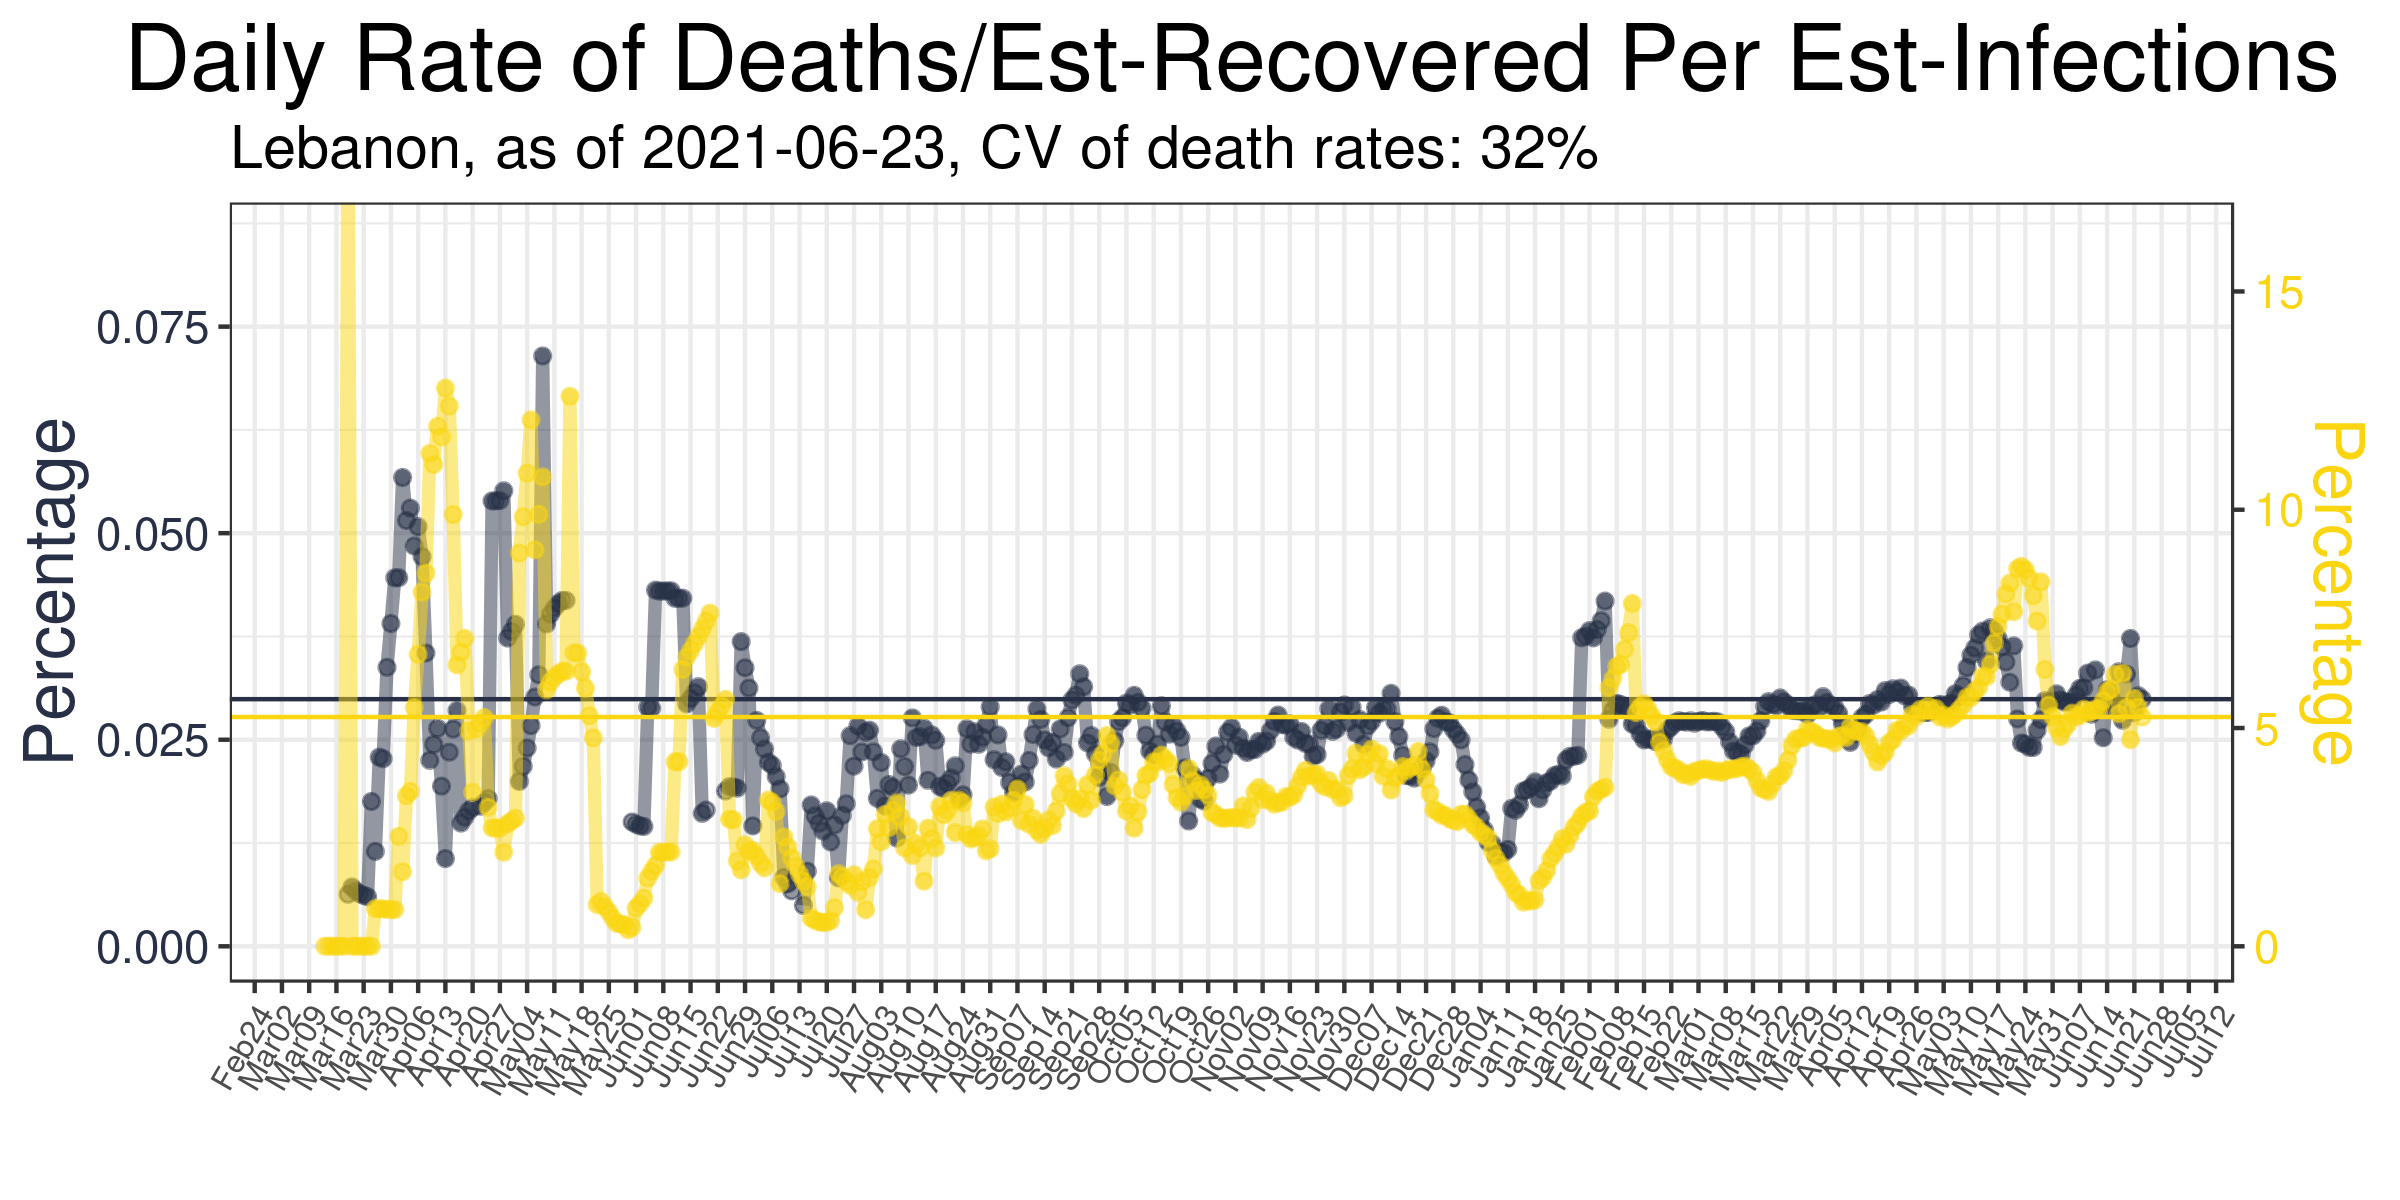 Daily Rate of Deaths/Est-Recovered Per Est-Infections
Lebanon, as of 2021-06-23, CV of death rates: 32%
Percentage
0.075
0.050
0.025
0.000
15
10
5
0
Percentage
Feb24
Mar02
Mar09
Mar16
Mar23
Mar30
Apr06
Apr13
Apr20
Apr27
May04
May11
May18
May25
Jun01
Jun08
Jun15
Jun22
Jun29
Jul06
Jul13
Jul20
Jul27
Aug03
Aug10
Aug17
Aug24
Aug31
Sep07
Sep14
Sep21
Sep28
Oct05
Oct12
Oct19
Oct26
Nov02
Nov09
Nov16
Nov23
Nov30
Dec07
Dec14
Dec21
Dec28
Jan04
Jan11
Jan18
Jan25
Feb01
Feb08
Feb15
Feb22
Mar01
Mar08
Mar15
Mar22
Mar29
Apr05
Apr12
Apr19
Apr26
May03
May10
May17
May24
May31
Jun07
Jun14
Jun21
Jun28
Jul05
Jul12